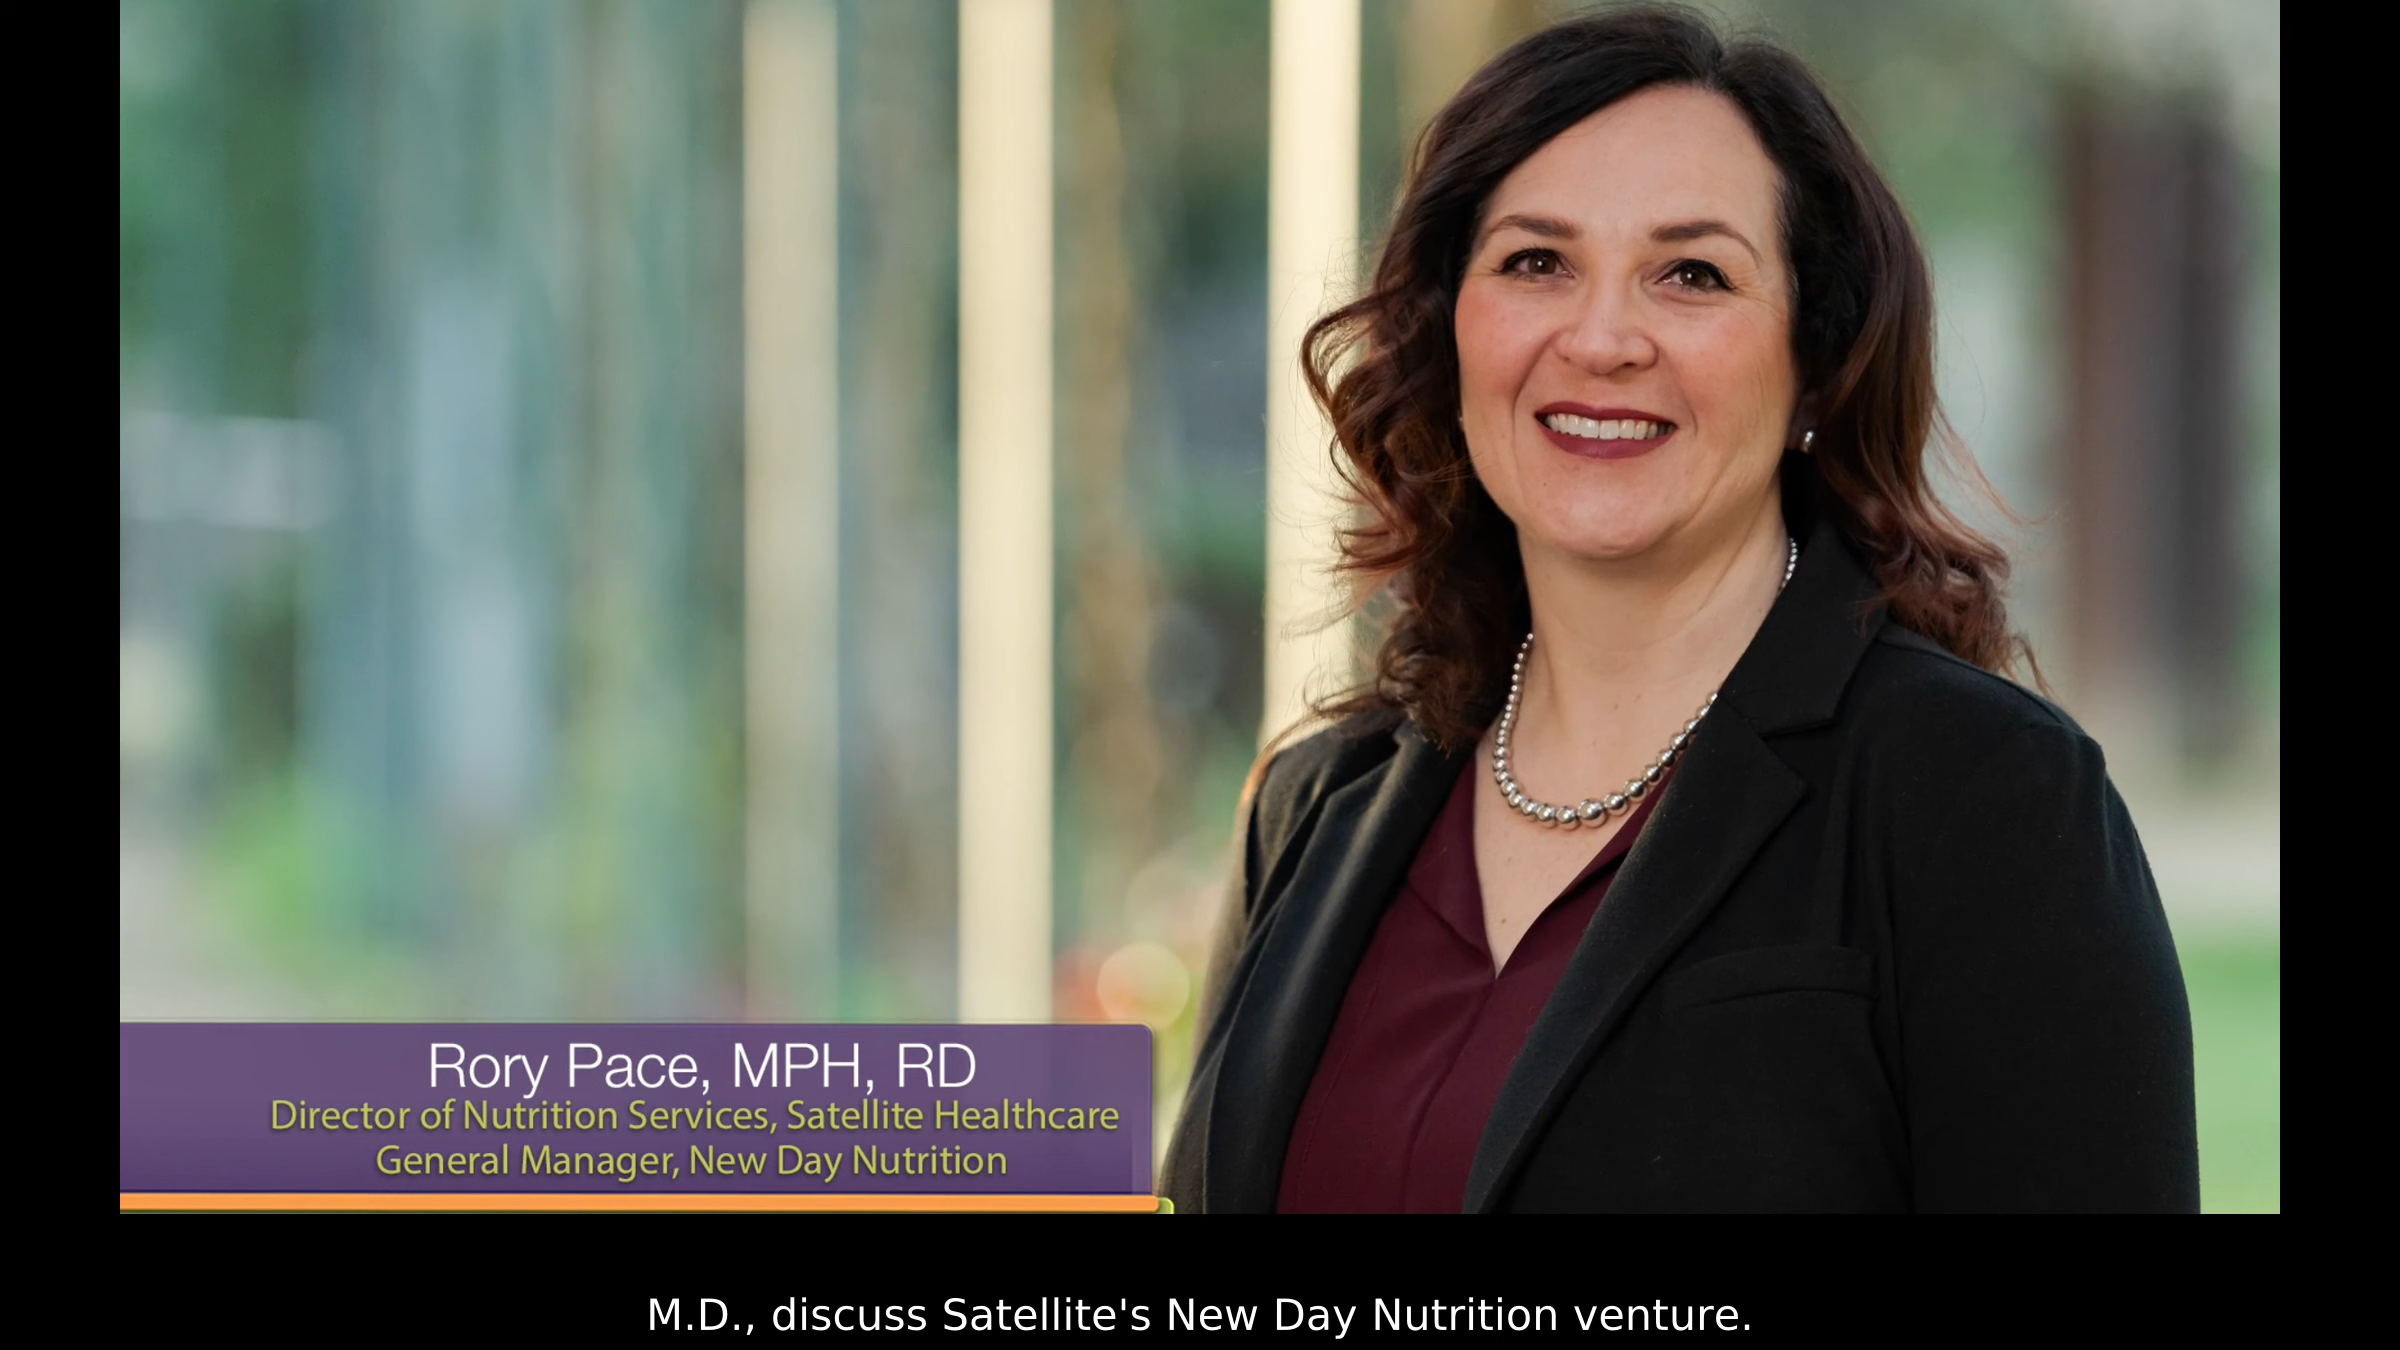 Rory Pace, MPH, RD
Director of Nutrition Services, Satellite Healthcare
General Manager, New Day Nutrition
M.D., discuss Satellite's New Day Nutrition venture.